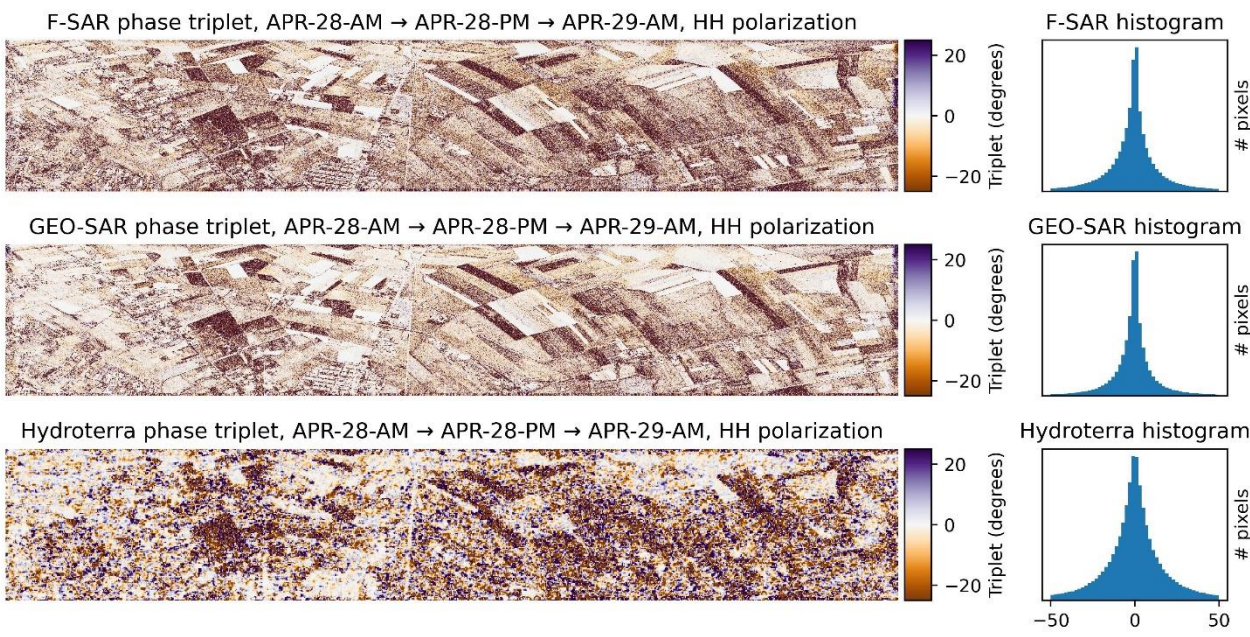 F-SAR phase triplet, APR-28-AM → APR-28-PM → APR-29-AM, HH polarization
20
0
−20
Triplet (degrees)
F-SAR histogram
# pixels
GEO-SAR phase triplet, APR-28-AM → APR-28-PM → APR-29-AM, HH polarization
20
0
−20
Triplet (degrees)
GEO-SAR histogram
# pixels
Hydroterra phase triplet, APR-28-AM → APR-28-PM → APR-29-AM, HH polarization
20
0
−20
Triplet (degrees)
Hydroterra histogram
# pixels
−50 0 50